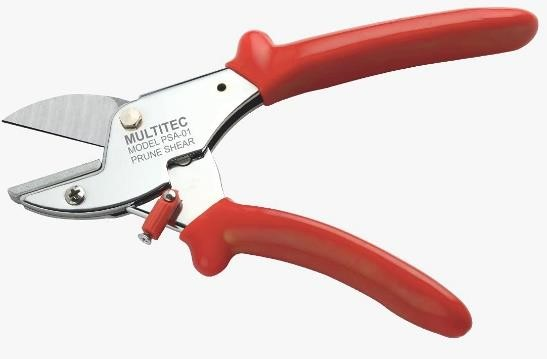 MULTITEC
MODEL PSA-01
PRUNE SHEAR